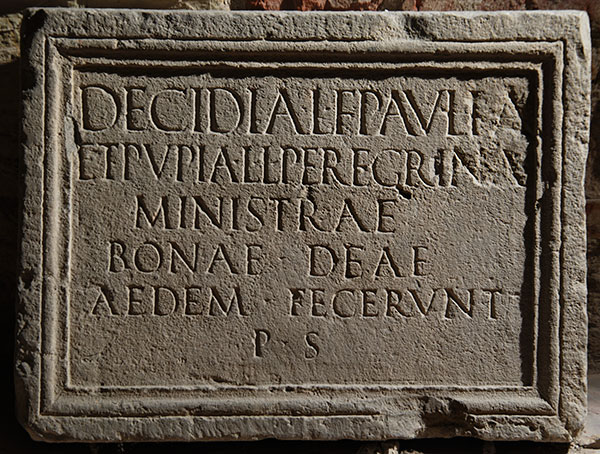 DECIDIA·L·F·PAVLLA
ET·PVPIA·L·L·PEREGRINA
MINISTRAE
BONAE · DEAE
AEDEM · FECERVNT
P · S